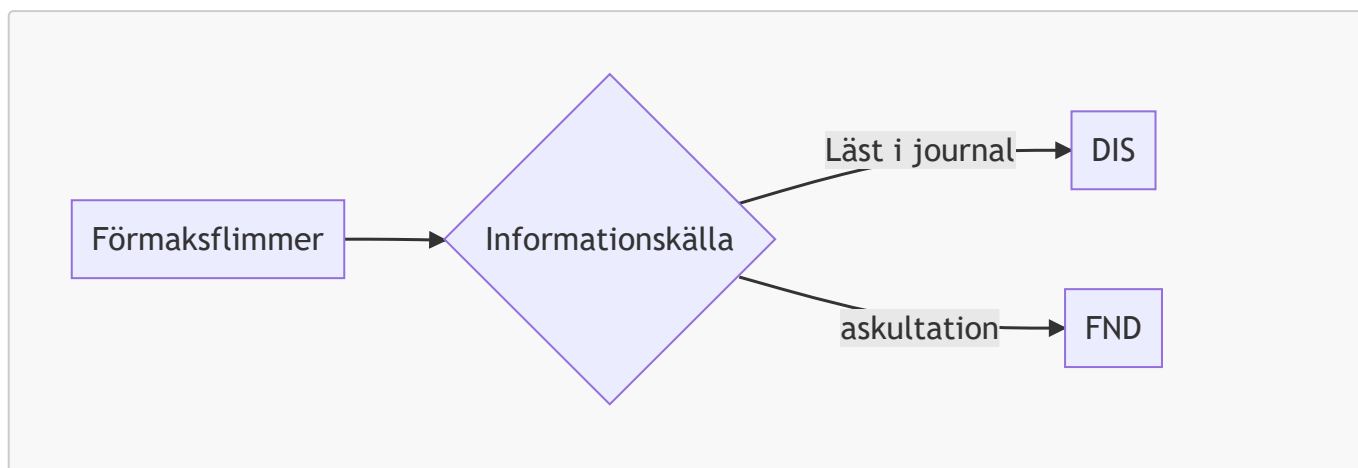 Förmaksflimmer
Informationskälla
Läst i journal
DIS
askultation
FND